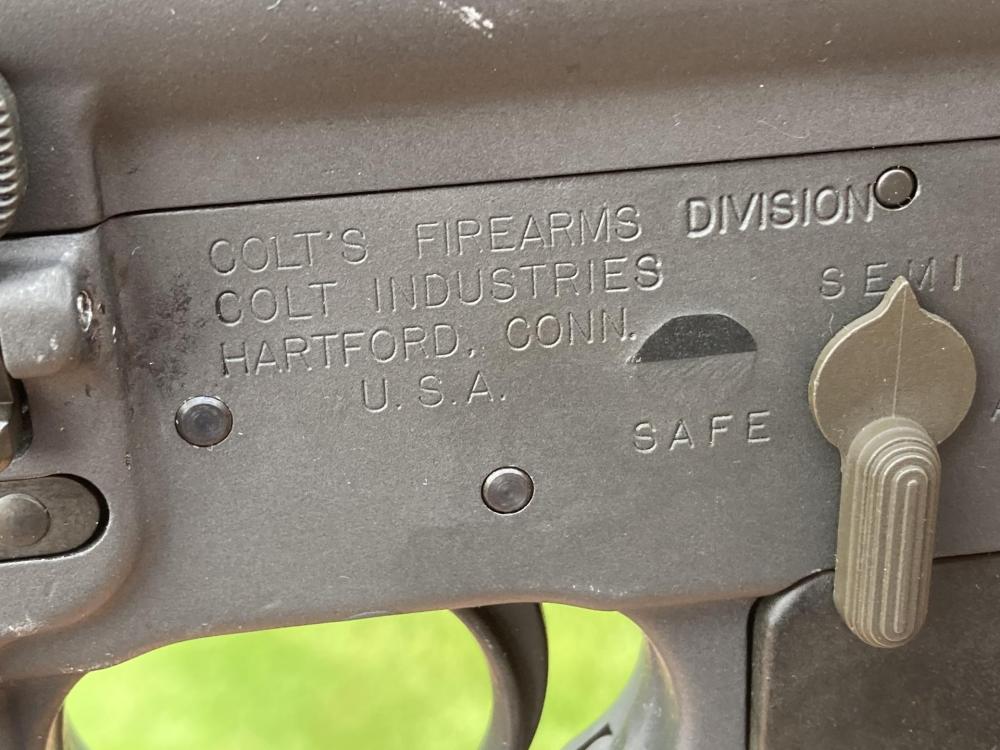 COLT'S FIREARMS DIVISION
COLT INDUSTRIES
HARTFORD, CONN.
U.S.A.
SEMI
SAFE